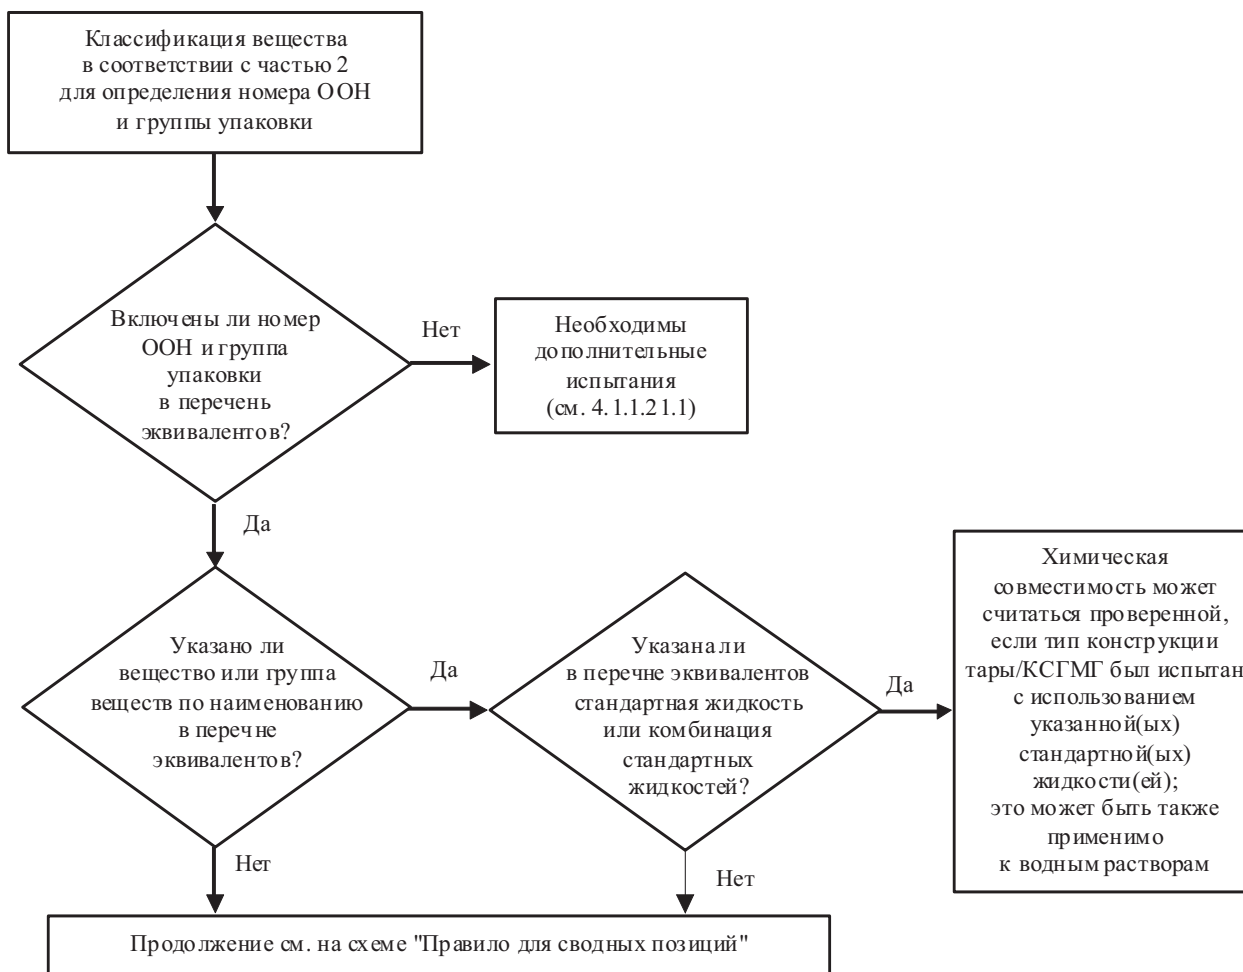 Классификация вещества
в соответствии с частью 2
для определения номера ООН
и группы упаковки
Включены ли номер
ООН и группа
упаковки
в перечень
эквивалентов?
Нет
Необходимы
дополнительные
испытания
(см. 4.1.1.21.1)
Да
Указано ли
вещество или группа
веществ по наименованию
в перечне
эквивалентов?
Да
Указана ли
в перечне эквивалентов
стандартная жидкость
или комбинация
стандартных
жидкостей?
Да
Химическая
совместимость может
считаться проверенной,
если тип конструкции
тары/КСГМГ был испытан
с использованием
указанной(ых)
стандартной(ых)
жидкости(ей);
это может быть также
применимо
к водным растворам
Нет
Нет
Продолжение см. на схеме "Правило для сводных позиций"